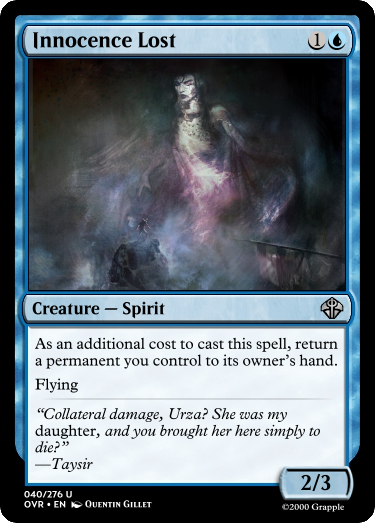 Innocence Lost 1
Creature — Spirit
As an additional cost to cast this spell, return
a permanent you control to its owner's hand.
Flying
“Collateral damage, Urza? She was my
daughter, and you brought her here simply to
die?”
—Taysir
2/3
040/276 U
OVR • EN Quentin Gillet
©2000 Grapple